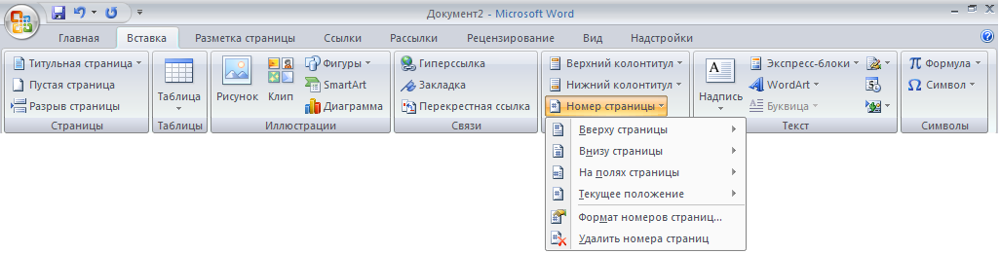 Документ2 - Microsoft Word
Главная Вставка Разметка страницы Ссылки Рассылки Рецензирование Вид Надстройки
Титульная страница
Пустая страница
Разрыв страницы
Страницы
Таблица
Таблицы
Рисунок
Клип
Фигуры
SmartArt
Диаграмма
Иллюстрации
Гиперссылка
Закладка
Перекрестная ссылка
Связи
Верхний колонтитул
Нижний колонтитул
Номер страницы
Вверху страницы
Внизу страницы
На полях страницы
Текущее положение
Формат номеров страниц...
Удалить номера страниц
Надпись
Экспресс-блоки
WordArt
Буквица
Текст
Формула
Символ
Символы